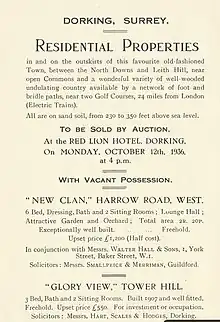 DORKING, SURREY.
RESIDENTIAL PROPERTIES
in and on the outskirts of this favourite old-fashioned
Town, between the North Downs and Leith Hill, near
open Commons and a wonderful variety of well-wooded
undulating country available by a network of foot and
bridle paths, near two Golf Courses, 24 miles from London
(Electric Trains).
All are on sand soil, from 230 to 350 feet above sea level.
TO BE SOLD BY AUCTION.
At the RED LION HOTEL DORKING.
On MONDAY, OCTOBER 12th, 1936,
at 4 p.m.
WITH VACANT POSSESSION.
"NEW CLAN," HARROW ROAD, WEST.
6 Bed, Dressing, Bath and 2 Sitting Rooms; Lounge Hall;
Attractive Garden and Orchard; Total area 2R. 20P.
Exceptionally well built. .. .. Freehold.
Upset price £1,200 (Half cost).
In conjunction with Messrs. WALTER HALL & SONS, 1, York
Street, Baker Street, W.1.
Solicitors: Messrs. SMALLPEICE & MERRIMAN, Guildford.
"GLORY VIEW," TOWER HILL
3 Bed, Bath and 2 Sitting Rooms. Built 1907 and well fitted.
Freehold. Upset price £550. For investment or occupation.
Solicitors: Messrs. HART, SCALES & HODGES, Dorking.